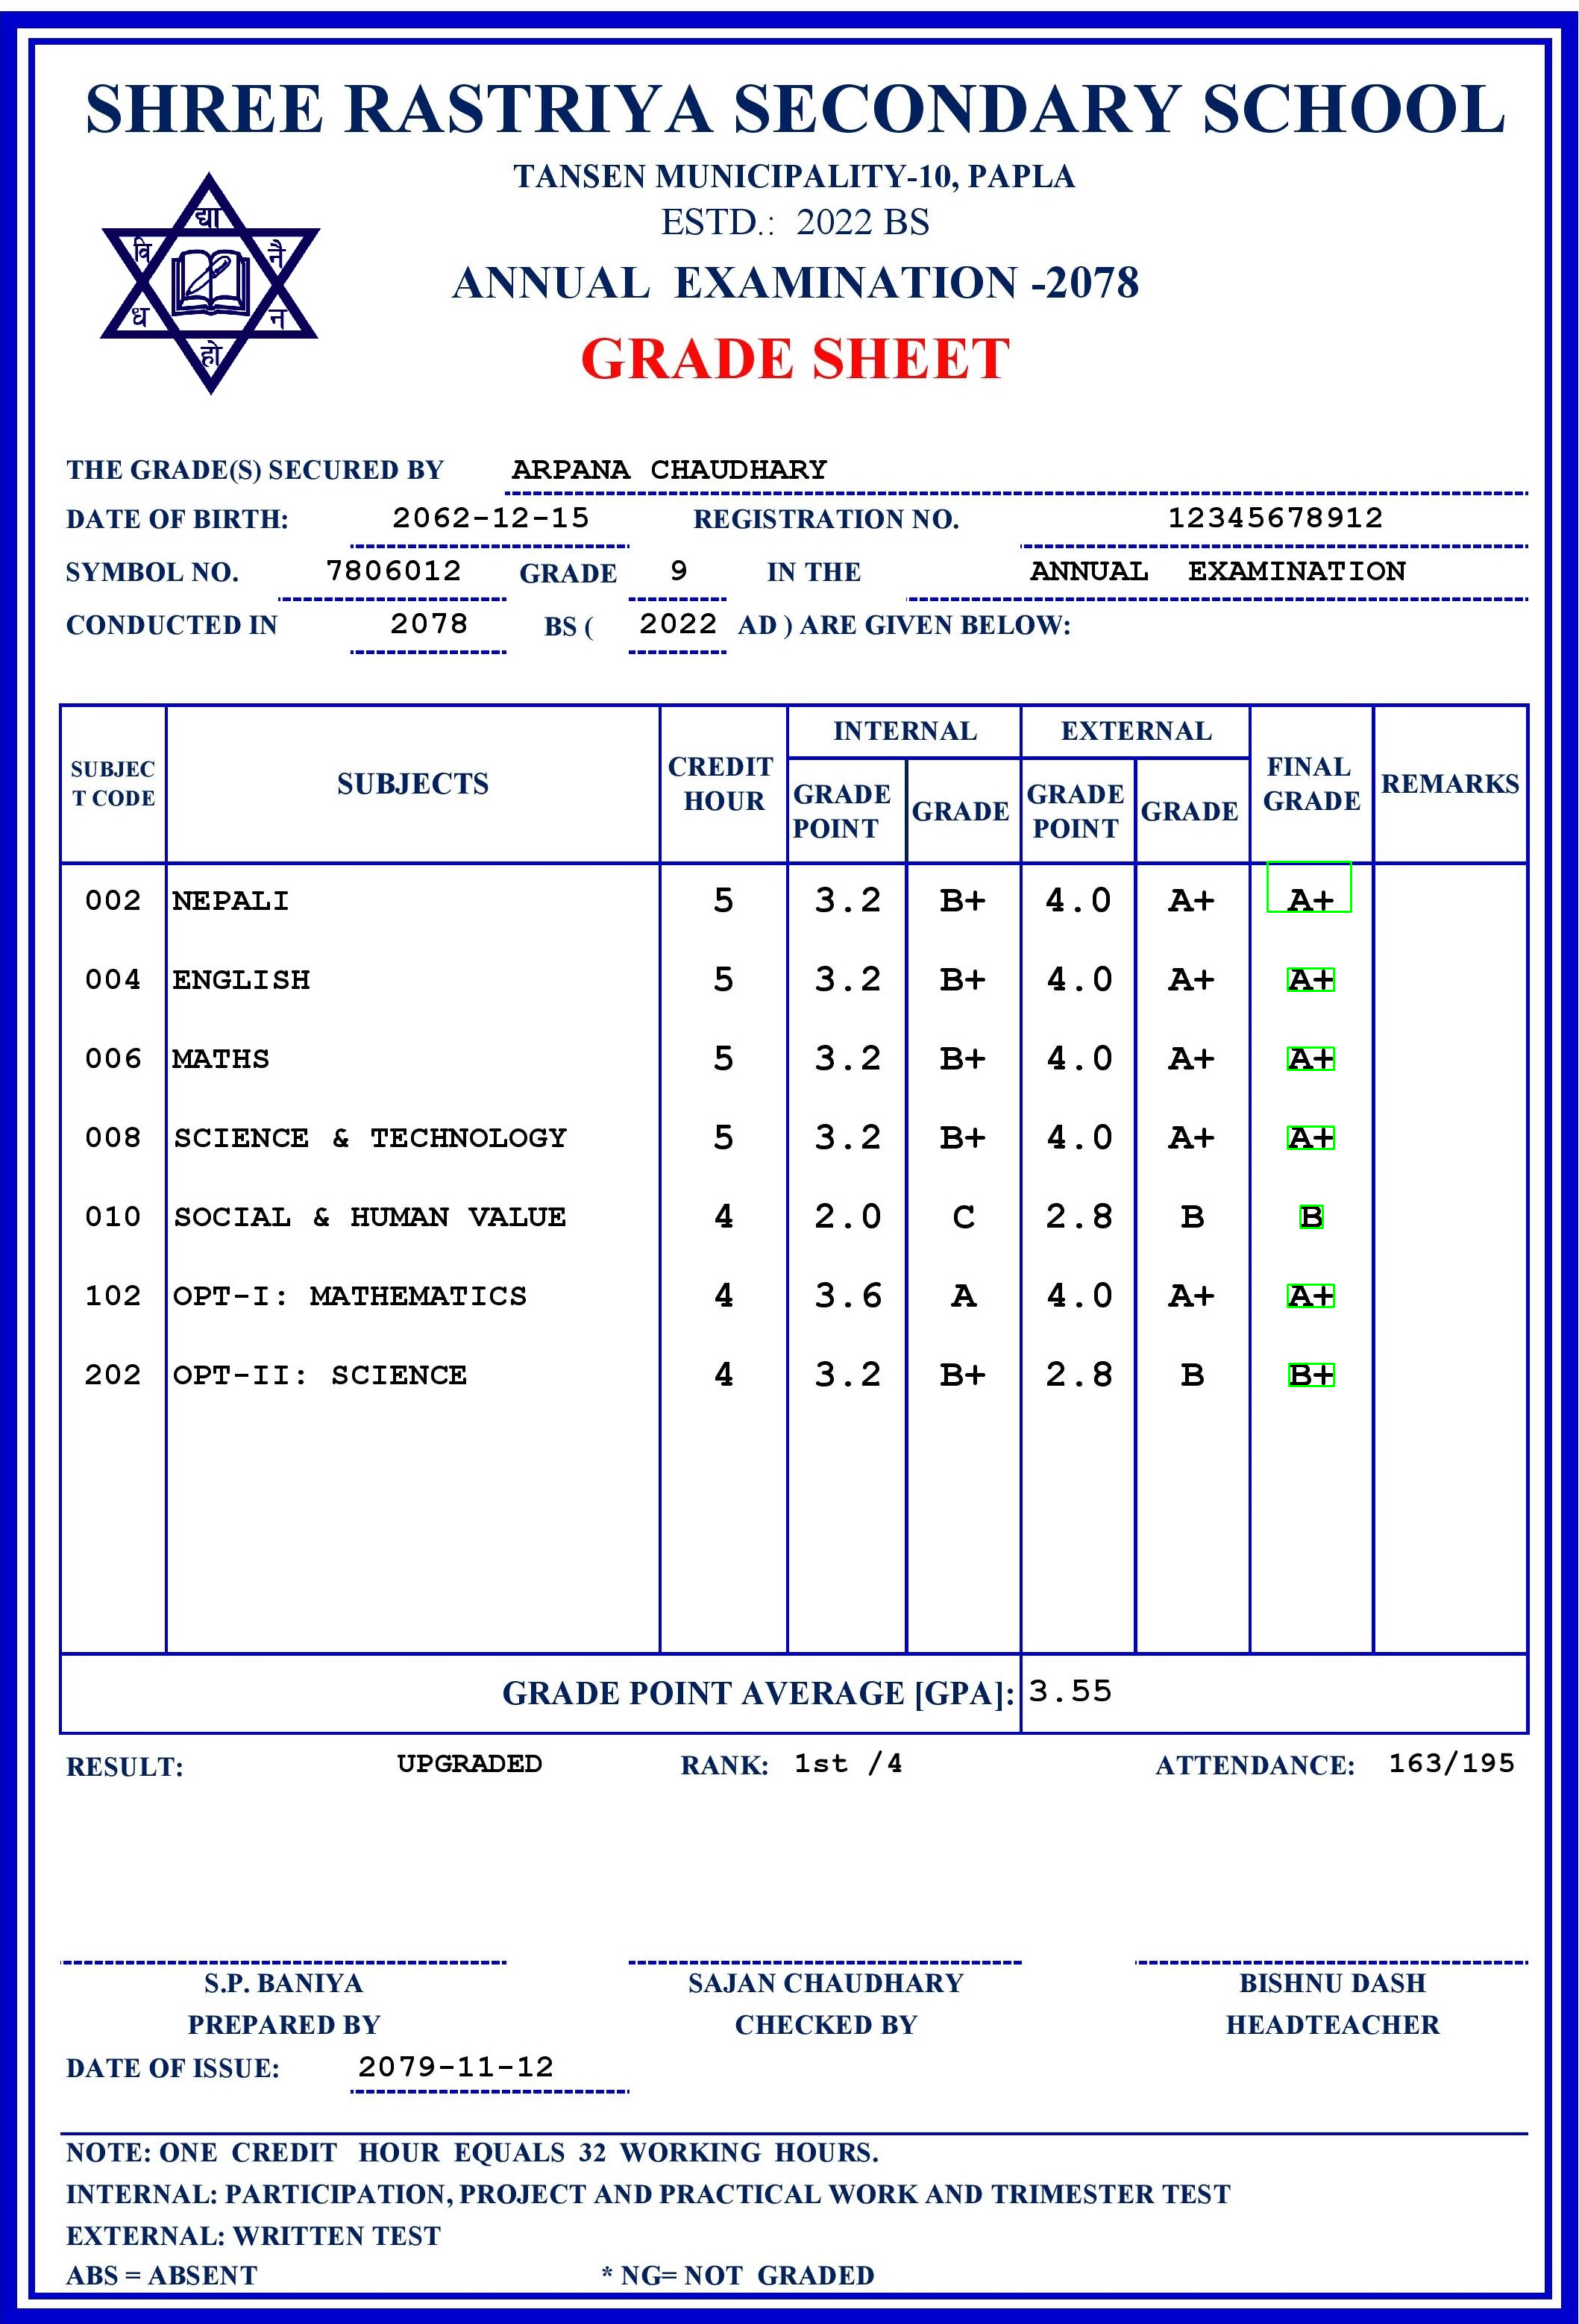 SHREE RASTRIYA SECONDARY SCHOOL
TANSEN MUNICIPALITY-10, PAPLA
ESTD.: 2022 BS
ANNUAL EXAMINATION -2078
GRADE SHEET
द्या
वि नै
ध न
हो
THE GRADE(S) SECURED BY ARPANA CHAUDHARY
DATE OF BIRTH: 2062-12-15 REGISTRATION NO. 12345678912
SYMBOL NO. 7806012 GRADE 9 IN THE ANNUAL EXAMINATION
CONDUCTED IN 2078 BS ( 2022 AD ) ARE GIVEN BELOW:
SUBJEC
T CODE
SUBJECTS
CREDIT
HOUR
INTERNAL
GRADE
POINT
GRADE
EXTERNAL
GRADE
POINT
GRADE
FINAL
GRADE
REMARKS
002 NEPALI 5 3.2 B+ 4.0 A+ A+
004 ENGLISH 5 3.2 B+ 4.0 A+ A+
006 MATHS 5 3.2 B+ 4.0 A+ A+
008 SCIENCE & TECHNOLOGY 5 3.2 B+ 4.0 A+ A+
010 SOCIAL & HUMAN VALUE 4 2.0 C 2.8 B B
102 OPT-I: MATHEMATICS 4 3.6 A 4.0 A+ A+
202 OPT-II: SCIENCE 4 3.2 B+ 2.8 B B+
GRADE POINT AVERAGE [GPA]: 3.55
RESULT: UPGRADED RANK: 1st /4 ATTENDANCE: 163/195
S.P. BANIYA SAJAN CHAUDHARY BISHNU DASH
PREPARED BY CHECKED BY HEADTEACHER
DATE OF ISSUE: 2079-11-12
NOTE: ONE CREDIT HOUR EQUALS 32 WORKING HOURS.
INTERNAL: PARTICIPATION, PROJECT AND PRACTICAL WORK AND TRIMESTER TEST
EXTERNAL: WRITTEN TEST
ABS = ABSENT * NG= NOT GRADED